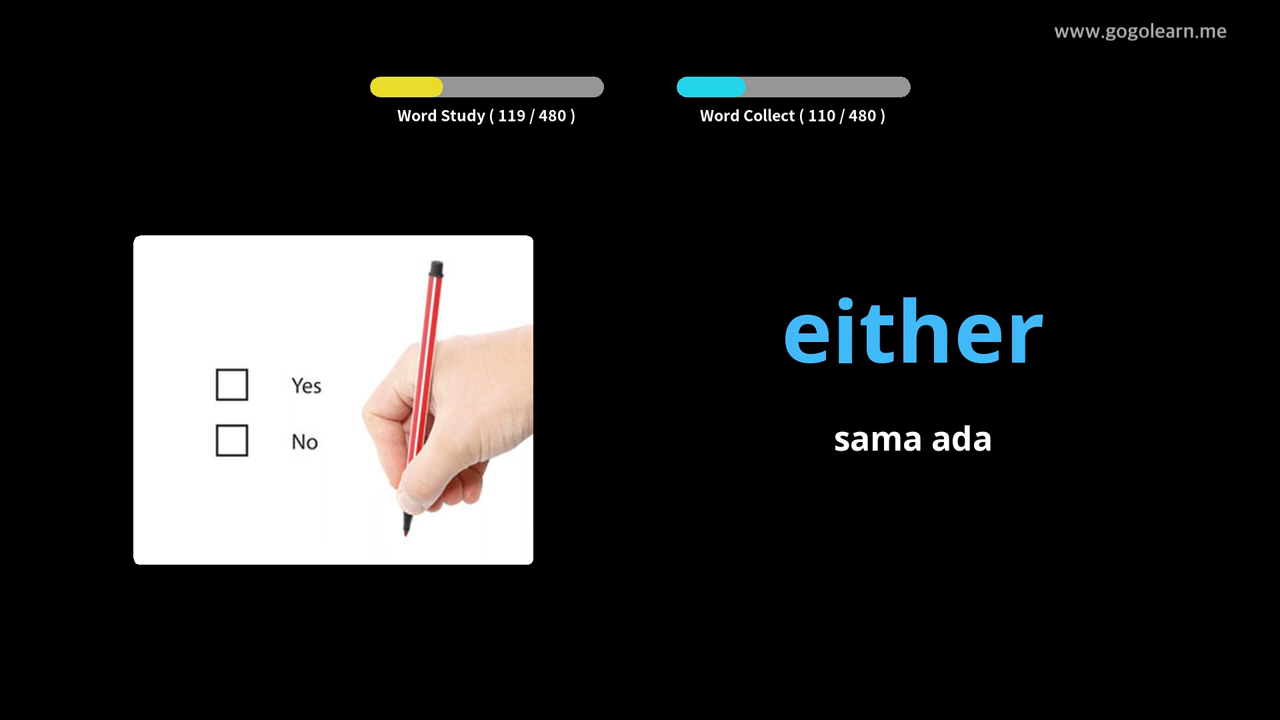 www.gogolearn.me
Word Study ( 119 / 480 )
Word Collect ( 110 / 480 )
Yes
No
either
sama ada